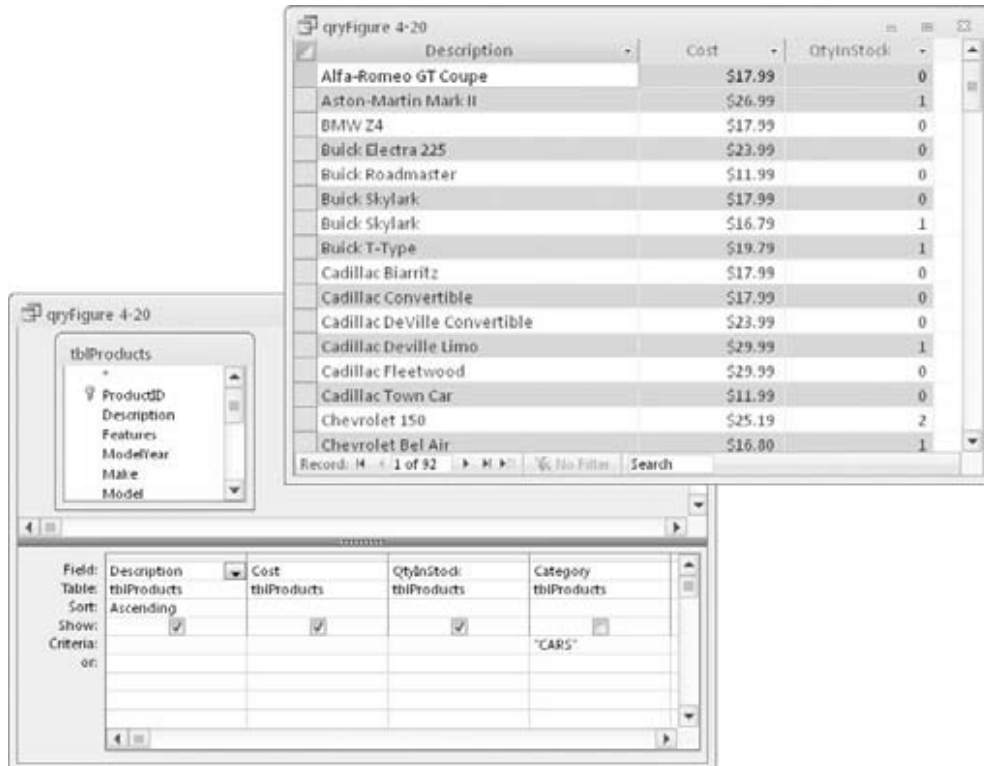 qryFigure 4-20
Description Cost QtyInStock
Alfa-Romeo GT Coupe $17.99 0
Aston-Martin Mark II $26.99 1
BMW Z4 $17.99 0
Buick Electra 225 $23.99 0
Buick Roadmaster $11.99 0
Buick Skylark $17.99 0
Buick Skylark $16.79 1
Buick T-Type $19.79 1
Cadillac Biarritz $17.99 0
Cadillac Convertible $17.99 0
Cadillac DeVille Convertible $23.99 0
Cadillac Deville Limo $29.99 1
Cadillac Fleetwood $29.99 0
Cadillac Town Car $11.99 0
Chevrolet 150 $25.19 2
Chevrolet Bel Air $16.80 1
Record: 1 of 92 No Filter Search
qryFigure 4-20
tblProducts
*
ProductID
Description
Features
ModelYear
Make
Model
Field: Description Cost QtyInStock Category
Table: tblProducts tblProducts tblProducts tblProducts
Sort: Ascending
Show:
Criteria: "CARS"
or: